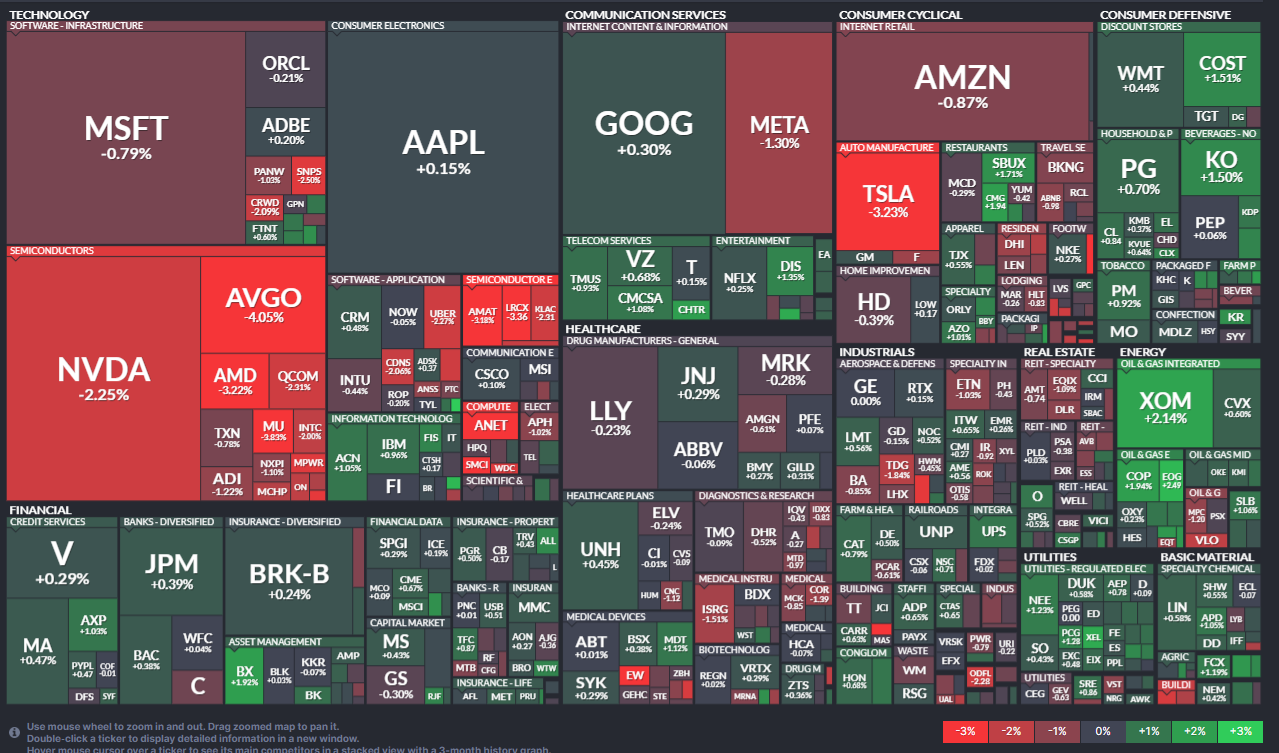 TECHNOLOGY
SOFTWARE - INFRASTRUCTURE
MSFT
-0.79%
ORCL
-0.21%
ADBE
+0.20%
PANW
-1.03%
SNPS
-2.50%
CRWD
-2.09%
GPN
FTNT
+0.60%
CONSUMER ELECTRONICS
AAPL
+0.15%
SEMICONDUCTORS
NVDA
-2.25%
AVGO
-4.05%
AMD
-3.22%
QCOM
-2.31%
TXN
-0.78%
MU
-3.83%
INTC
-2.00%
NXPI
-1.10%
MPWR
ADI
-1.22%
MCHP
ON
SOFTWARE - APPLICATION
CRM
+0.48%
NOW
-0.05%
UBER
-2.27%
INTU
-0.44%
CDNS
-2.06%
ADSK
+0.37
ROP
-0.20%
ANSS
PTC
TYL
SEMICONDUCTOR E
AMAT
-3.18%
LRCX
-3.36
KLAC
-2.31
COMMUNICATION E
CSCO
+0.10%
MSI
INFORMATION TECHNOLOG
ACN
+1.05%
IBM
+0.96%
FIS
IT
CTSH
+0.17
FI
BR
COMPUTE
ANET
HPQ
SMCI
WDC
ELECT
APH
-1.02%
TEL
SCIENTIFIC &
COMMUNICATION SERVICES
INTERNET CONTENT & INFORMATION
GOOG
+0.30%
META
-1.30%
TELECOM SERVICES
TMUS
+0.93%
VZ
+0.68%
T
+0.15%
CMCSA
+1.08%
CHTR
ENTERTAINMENT
NFLX
+0.25%
DIS
+1.35%
EA
CONSUMER CYCLICAL
INTERNET RETAIL
AMZN
-0.87%
AUTO MANUFACTURE
TSLA
-3.23%
GM
F
RESTAURANTS
MCD
-0.29%
SBUX
+1.71%
CMG
+1.94
YUM
-0.42
TRAVEL SE
BKNG
ABNB
-0.98
RCL
HOME IMPROVEMEN
HD
-0.39%
LOW
+0.17
APPAREL
TJX
+0.55%
RESIDEN
DHI
LEN
FOOTW
NKE
+0.27%
SPECIALTY
ORLY
AZO
+1.01%
BBY
LODGING
MAR
-0.26
HLT
-0.83
LVS
GPC
PACKAGI
IP
CONSUMER DEFENSIVE
DISCOUNT STORES
WMT
+0.44%
COST
+1.51%
TGT
DG
HOUSEHOLD & P
PG
+0.70%
CL
+0.84
KMB
+0.37%
EL
KVUE
+0.64%
CHD
CLX
BEVERAGES - NO
KO
+1.50%
PEP
+0.06%
KDP
TOBACCO
PM
+0.92%
MO
PACKAGED F
KHC
K
GIS
FARM P
BEVER
CONFECTION
MDLZ
HSY
KR
SYY
HEALTHCARE
DRUG MANUFACTURERS - GENERAL
LLY
-0.23%
JNJ
+0.29%
MRK
-0.28%
ABBV
-0.06%
AMGN
-0.61%
PFE
+0.07%
BMY
+0.27%
GILD
+0.31%
HEALTHCARE PLANS
UNH
+0.45%
ELV
-0.24%
CI
-0.01%
CVS
-0.09%
HUM
CNC
-1.12
DIAGNOSTICS & RESEARCH
TMO
-0.09%
DHR
-0.52%
IQV
-0.43
IDXX
-0.83
A
-0.27
MTD
-0.97
MEDICAL INSTRU
ISRG
-1.51%
BDX
WST
MEDICAL
MCK
-0.85
COR
-1.39
MEDICAL
HCA
-0.07%
MEDICAL DEVICES
ABT
+0.01%
BSX
+0.38%
MDT
+1.12%
SYK
+0.29%
EW
ZBH
GEHC
STE
BIOTECHNOLOGY
REGN
+0.02%
VRTX
+0.29%
MRNA
DRUG M
ZTS
+0.36%
INDUSTRIALS
AEROSPACE & DEFENS
GE
0.00%
RTX
+0.15%
LMT
+0.56%
GD
-0.15%
NOC
+0.52%
BA
-0.85%
TDG
-1.84%
HWM
-0.45%
LHX
SPECIALTY IN
ETN
-1.03%
PH
-0.43
ITW
+0.65%
EMR
+0.26%
CMI
+0.27
IR
-0.92
XYL
AME
+0.56
ROK
OTIS
-0.58
FARM & HEA
CAT
+0.79%
DE
+0.50%
PCAR
-0.61%
RAILROADS
UNP
CSX
-0.06
NSC
+0.71
INTEGRA
UPS
FDX
+0.02
BUILDING
TT
JCI
CARR
+0.63%
MAS
STAFFI
ADP
+0.65%
PAYX
SPECIAL
CTAS
+0.65
INDUS
CONGLOM
HON
+0.68%
WASTE
WM
RSG
VRSK
PWR
-0.79
URI
-0.22
EFX
ODFL
-2.28
UAL
REAL ESTATE
REIT - SPECIALTY
AMT
-0.74
EQIX
-1.09%
CCI
IRM
DLR
SBAC
REIT - IND
PLD
+0.03%
REIT -
PSA
-0.38
AVB
EXR
ESS
O
SPG
+0.52%
REIT - HEAL
WELL
CBRE
VICI
CSGP
ENERGY
OIL & GAS INTEGRATED
XOM
+2.14%
CVX
+0.60%
OIL & GAS E
COP
+1.94%
EOG
+2.49
OXY
+0.23%
HES
EQT
OIL & GAS MID
OKE
KMI
OIL & G
MPC
-1.20
PSX
VLO
SLB
+1.06%
UTILITIES
UTILITIES - REGULATED ELEC
NEE
+1.23%
DUK
+0.58%
AEP
+0.78
D
+0.09
PEG
0.00
ED
SO
+0.43%
PCG
+1.28
XEL
FE
ES
EXC
+0.48
EIX
PPL
UTILITIES
CEG
GEV
-0.63
SRE
+0.86
VST
NRG
AWK
BASIC MATERIAL
SPECIALTY CHEMICAL
LIN
+0.58%
SHW
+0.55%
ECL
-0.07
APD
+1.05%
LYB
DD
IFF
AGRIC
BUILDI
FCX
+1.19%
NEM
+0.42%
FINANCIAL
CREDIT SERVICES
V
+0.29%
MA
+0.47%
AXP
+1.03%
PYPL
+0.47
COF
-0.01
DFS
SYF
BANKS - DIVERSIFIED
JPM
+0.39%
BAC
+0.38%
WFC
+0.04%
C
INSURANCE - DIVERSIFIED
BRK-B
+0.24%
ASSET MANAGEMENT
BX
+1.92%
BLK
+0.03%
KKR
-0.07%
AMP
BK
FINANCIAL DATA
SPGI
+0.29%
ICE
+0.19%
MCO
+0.09
CME
+0.67%
MSCI
CAPITAL MARKET
MS
+0.43%
GS
-0.30%
RJF
INSURANCE - PROPERT
PGR
+0.50%
CB
-0.17
TRV
+0.43
ALL
L
BANKS - R
PNC
+0.01
USB
+0.51
TFC
+0.87
RF
MTB
CFG
INSURAN
MMC
AON
+0.27
AJG
-0.36
BRO
WTW
INSURANCE - LIFE
AFL
MET
PRU
Use mouse wheel to zoom in and out. Drag zoomed map to pan it.
Double-click a ticker to display detailed information in a new window.
Hover mouse cursor over a ticker to see its main competitors in a stacked view with a 3-month history graph.
-3%
-2%
-1%
0%
+1%
+2%
+3%